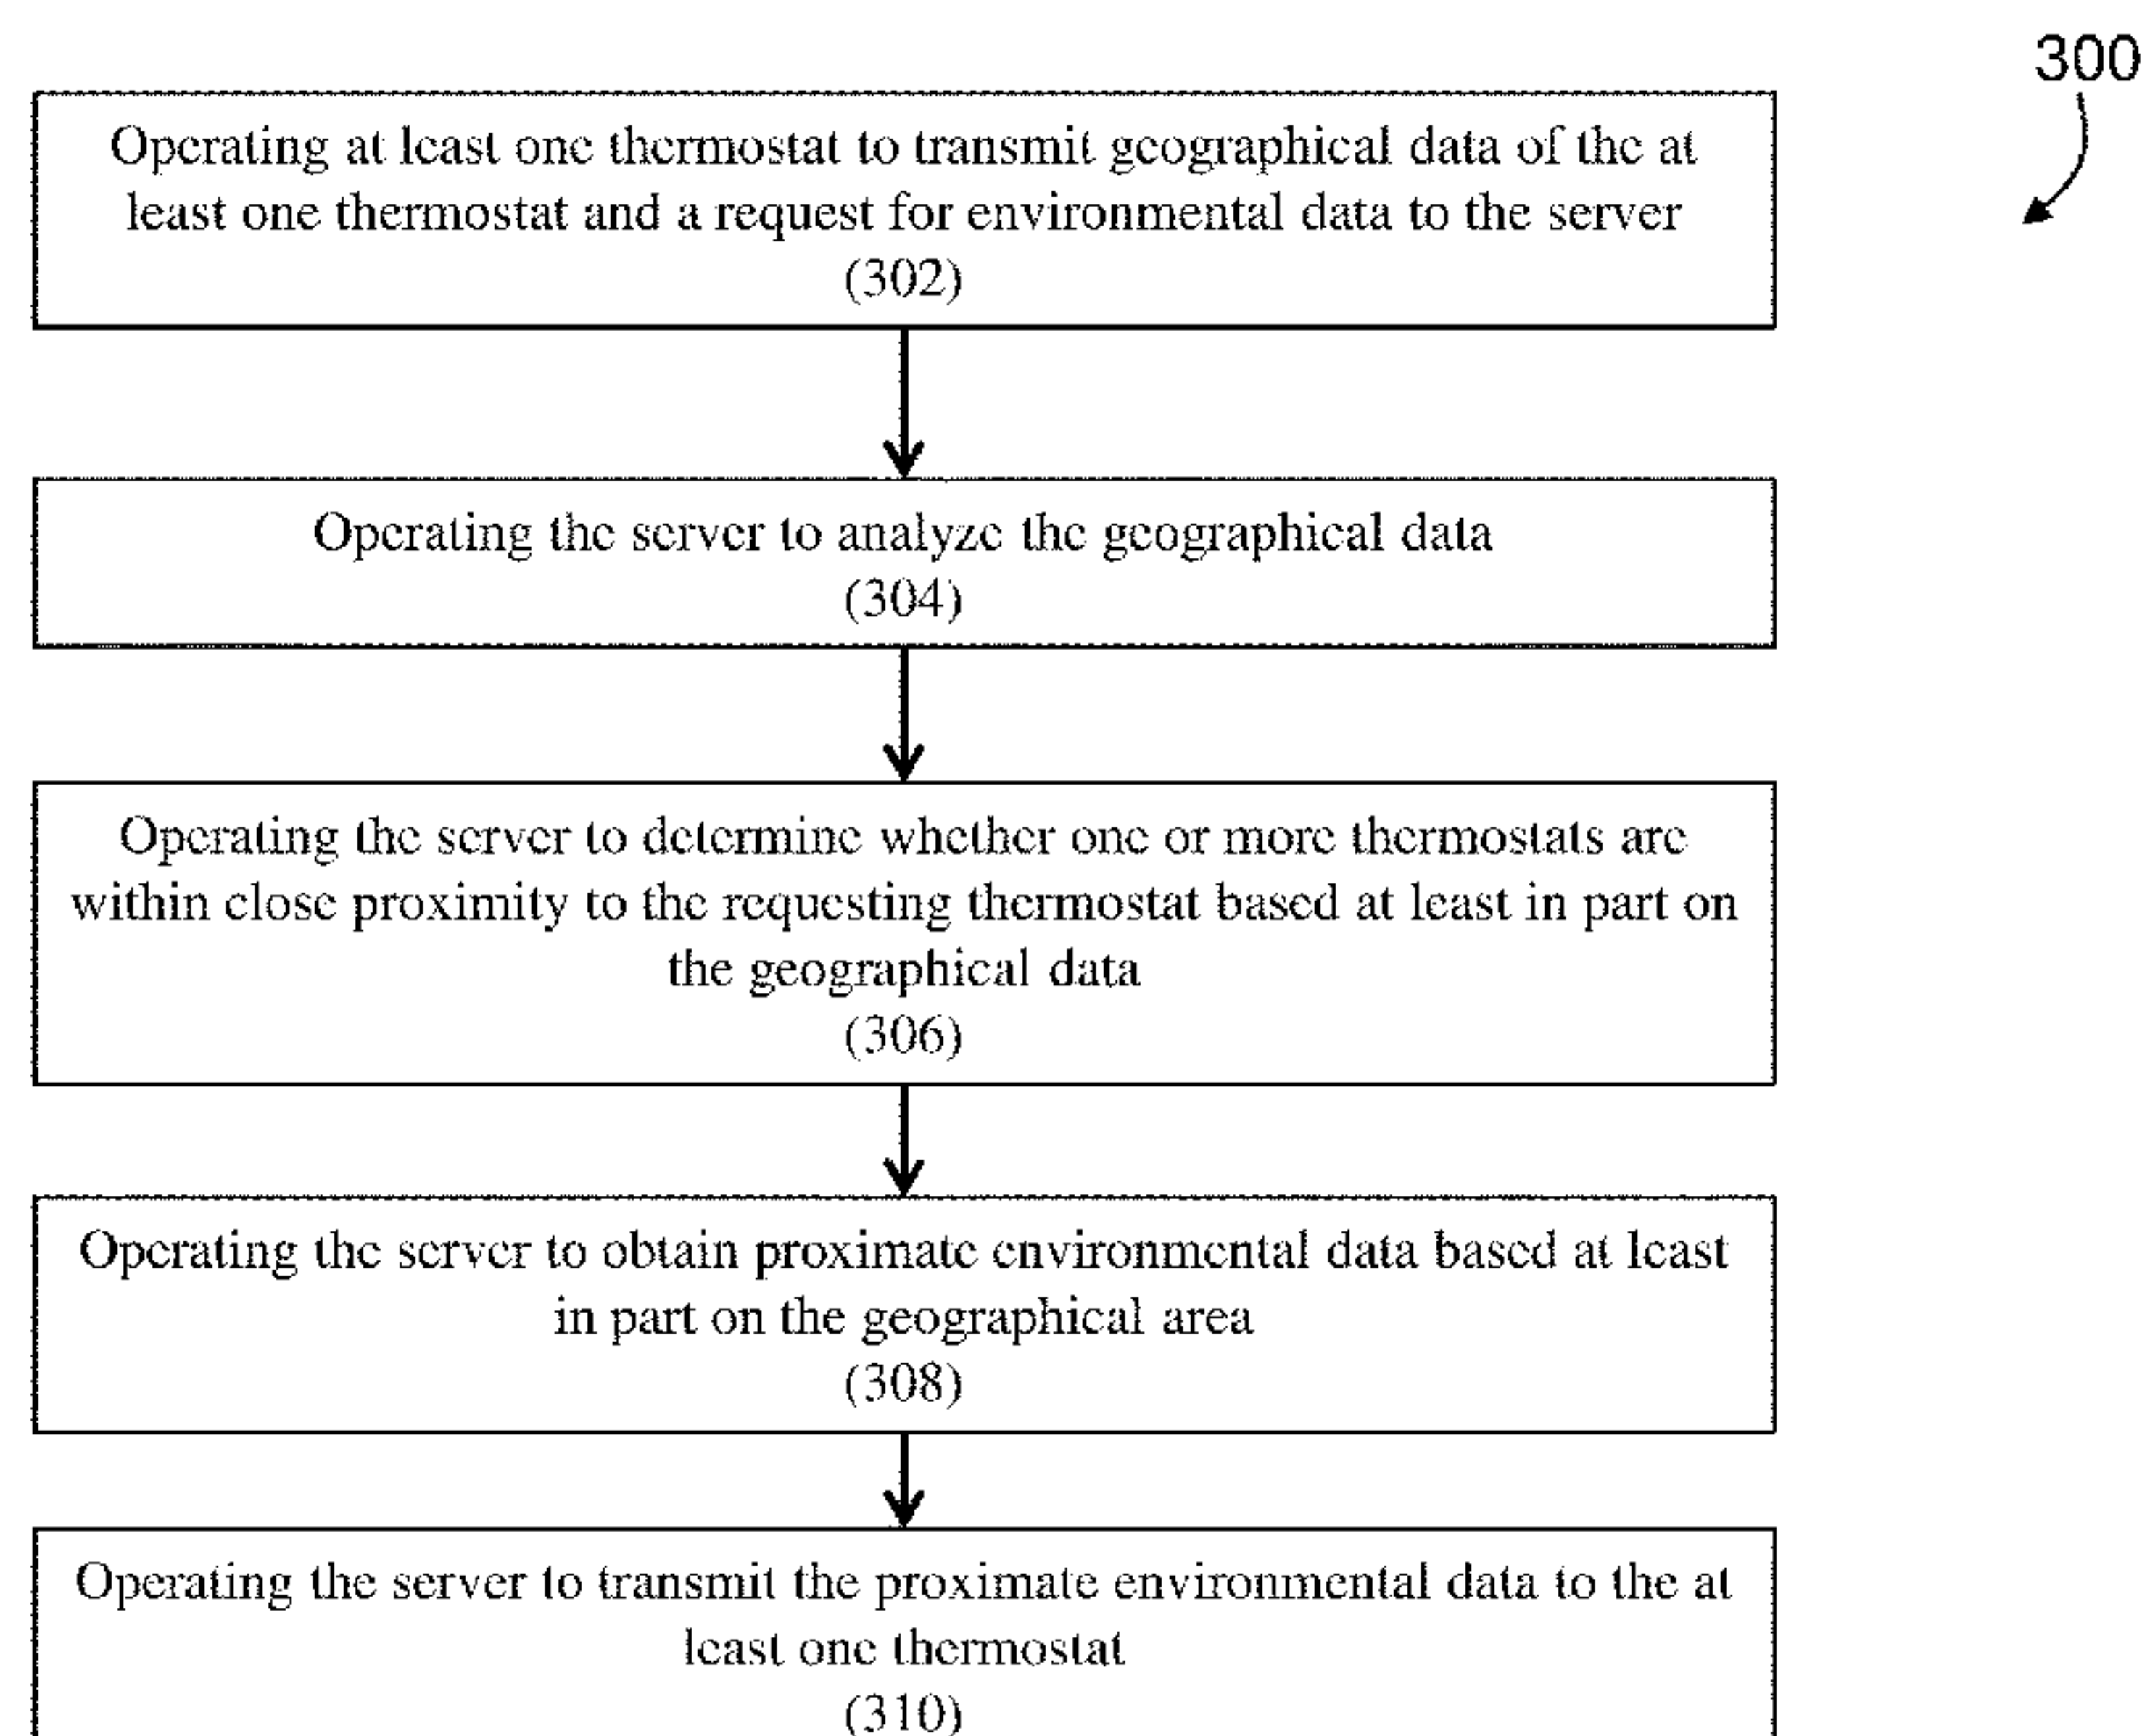 300
Operating at least one thermostat to transmit geographical data of the at
least one thermostat and a request for environmental data to the server
(302)
Operating the server to analyze the geographical data
(304)
Operating the server to determine whether one or more thermostats are
within close proximity to the requesting thermostat based at least in part on
the geographical data
(306)
Operating the server to obtain proximate environmental data based at least
in part on the geographical area
(308)
Operating the server to transmit the proximate environmental data to the at
least one thermostat
(310)